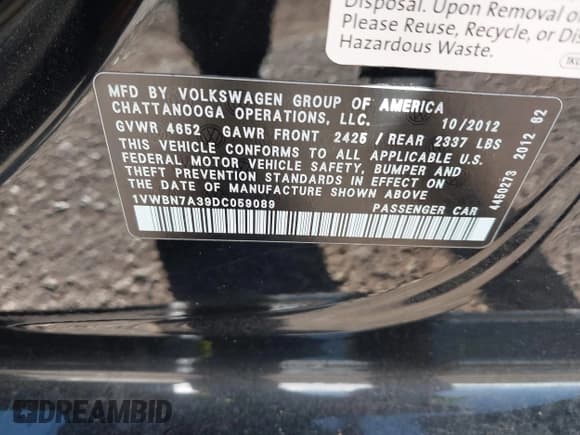 Disposal. Upon Removal of
Please Reuse, Recycle, or Dis
Hazardous Waste.
MFD BY VOLKSWAGEN GROUP OF AMERICA
CHATTANOOGA OPERATIONS, LLC. 10/2012
GVWR 4652 GAWR FRONT 2425 / REAR 2337 LBS
THIS VEHICLE CONFORMS TO ALL APPLICABLE U.S.
FEDERAL MOTOR VEHICLE SAFETY, BUMPER AND
THEFT PREVENTION STANDARDS IN EFFECT ON
THE DATE OF MANUFACTURE SHOWN ABOVE
1VWBN7A39DC059089 PASSENGER CAR
4450273 2012 02
DREAMBID